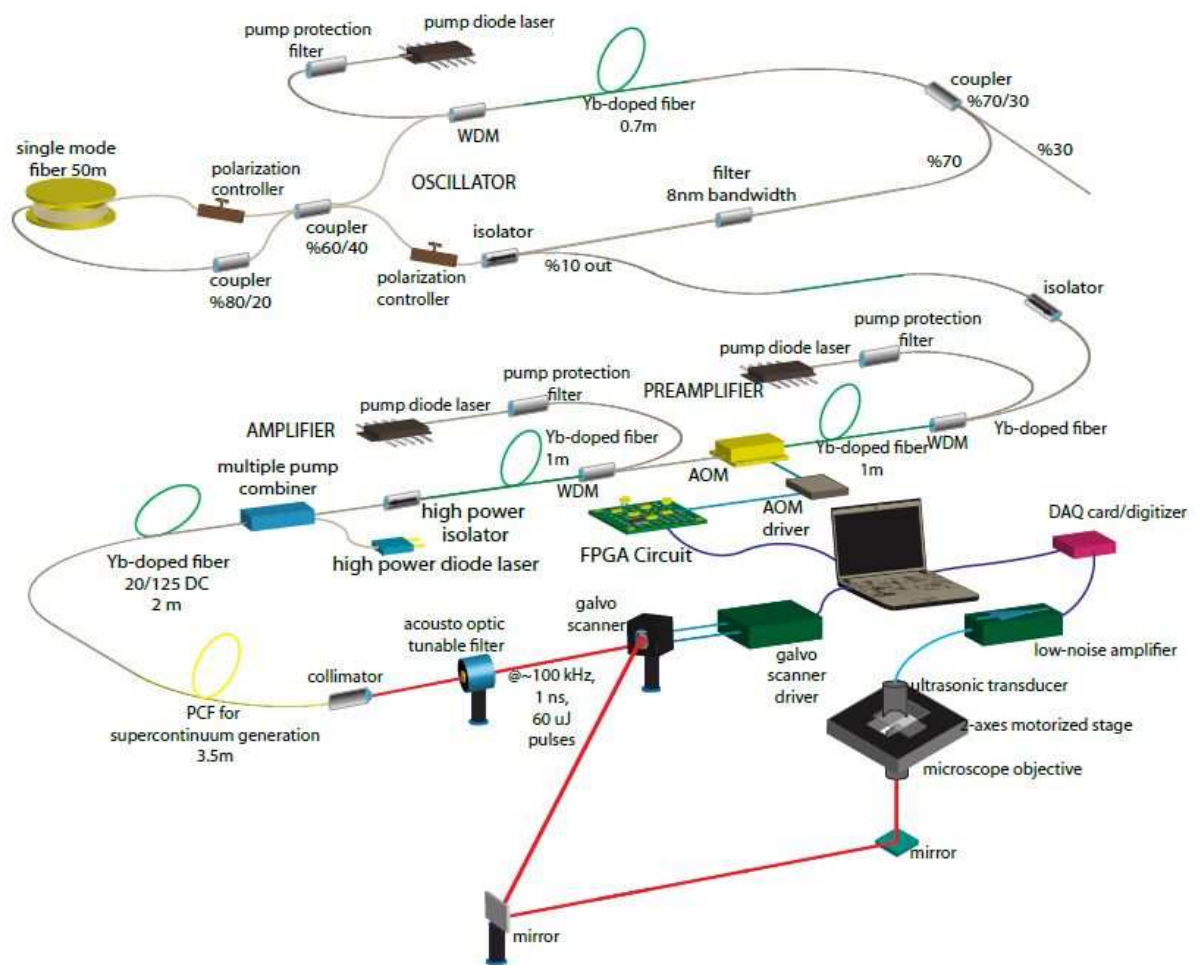 pump diode laser
pump protection
filter
coupler
%70/30
Yb-doped fiber
0.7m
WDM
single mode
fiber 50m
%30
%70
polarization
controller
OSCILLATOR
filter
8nm bandwidth
coupler
%60/40
isolator
%10 out
coupler
%80/20
polarization
controller
isolator
pump protection
filter
pump diode laser
pump protection
filter
PREAMPLIFIER
pump diode laser
AMPLIFIER
Yb-doped fiber
Yb-doped fiber
1m
WDM
Yb-doped fiber
1m
multiple pump
combiner
WDM
AOM
high power
isolator
AOM
driver
DAQ card/digitizer
FPGA Circuit
high power diode laser
Yb-doped fiber
20/125 DC
2 m
galvo
scanner
acousto optic
tunable filter
low-noise amplifier
galvo
scanner
driver
@~100 kHz,
1 ns,
60 uJ
pulses
collimator
ultrasonic transducer
PCF for
supercontinuum generation
3.5m
2-axes motorized stage
microscope objective
mirror
mirror